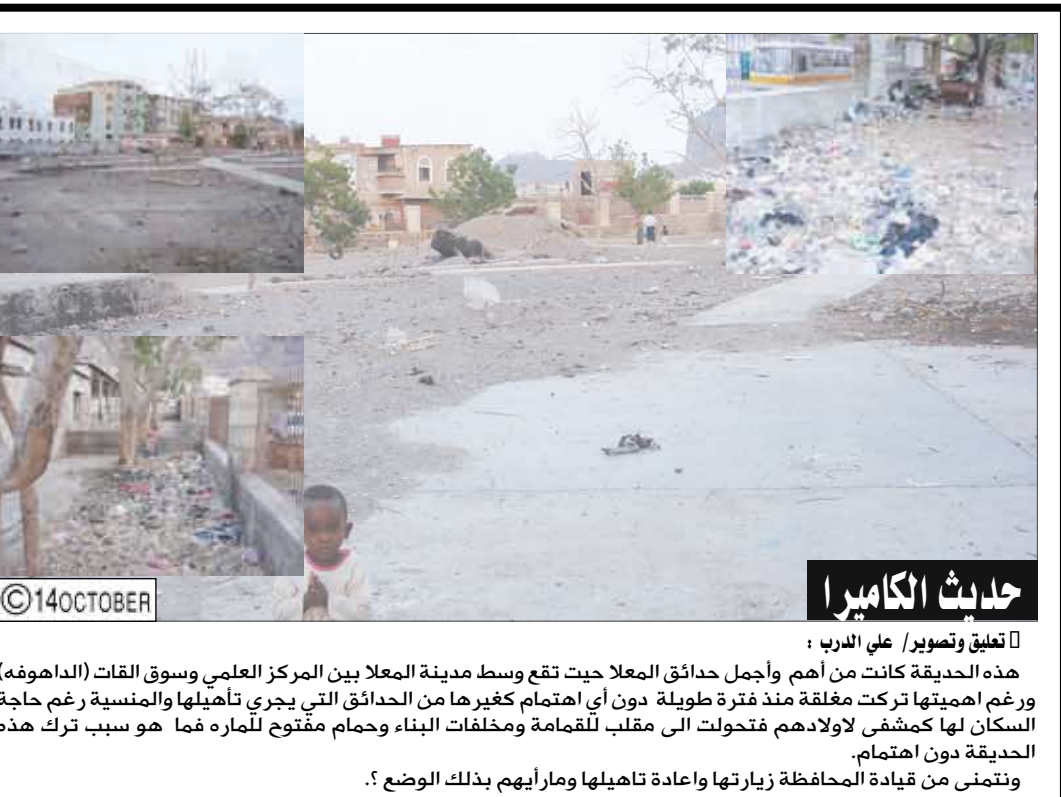 حديث الكاميرا
©14OCTOBER
تعليق وتصوير/ علي الدرب :
هذه الحديقة كانت من أهم وأجمل حدائق المعلا حيت تقع وسط مدينة المعلا بين المركز العلمي وسوق القات (الداهوفه)
ورغم اهميتها تركت مغلقة منذ فترة طويلة دون أي اهتمام كغيرها من الحدائق التي يجري تأهيلها والمنسية رغم حاجة
السكان لها كمشفى لاولادهم فتحولت الى مقلب للقمامة ومخلفات البناء وحمام مفتوح للماره فما هو سبب ترك هذه
الحديقة دون اهتمام.
ونتمنى من قيادة المحافظة زيارتها واعادة تاهيلها ومارأيهم بذلك الوضع ؟.